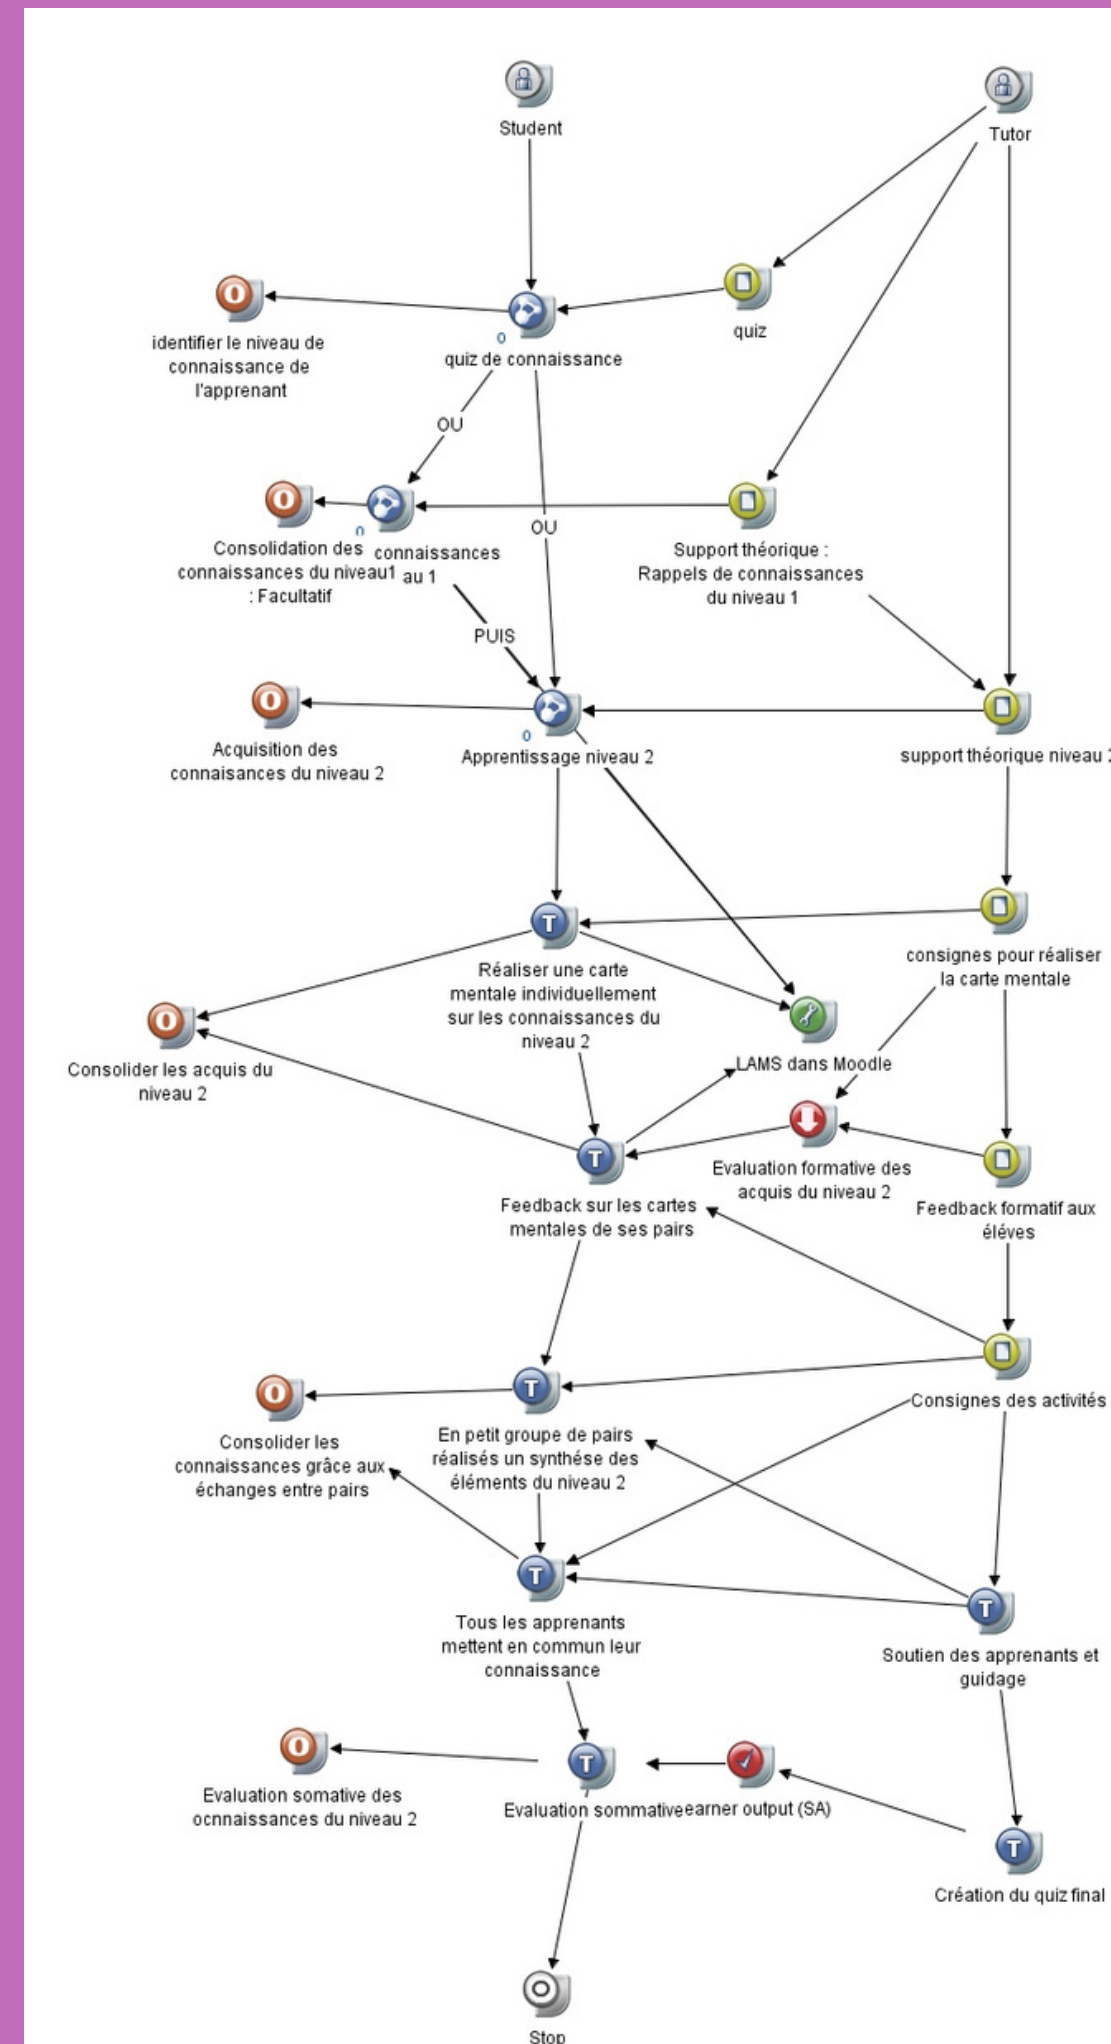 Student
Tutor
identifier le niveau de
connaissance de
l'apprenant
quiz de connaissance
quiz
OU
OU
Consolidation des
connaissances du niveau1
: Facultatif
connaissances
au 1
Support théorique :
Rappels de connaissances
du niveau 1
PUIS
Acquisition des
connaisances du niveau 2
Apprentissage niveau 2
support théorique niveau 2
Réaliser une carte
mentale individuellement
sur les connaissances du
niveau 2
consignes pour réaliser
la carte mentale
Consolider les acquis du
niveau 2
LAMS dans Moodle
Evaluation formative des
acquis du niveau 2
Feedback sur les cartes
mentales de ses pairs
Feedback formatif aux
éléves
Consignes des activités
Consolider les
connaissances grâce aux
échanges entre pairs
En petit groupe de pairs
réalisés un synthése des
éléments du niveau 2
Tous les apprenants
mettent en commun leur
connaissance
Soutien des apprenants et
guidage
Evaluation somative des
ocnnaissances du niveau 2
Evaluation sommative
earner output (SA)
Création du quiz final
Stop